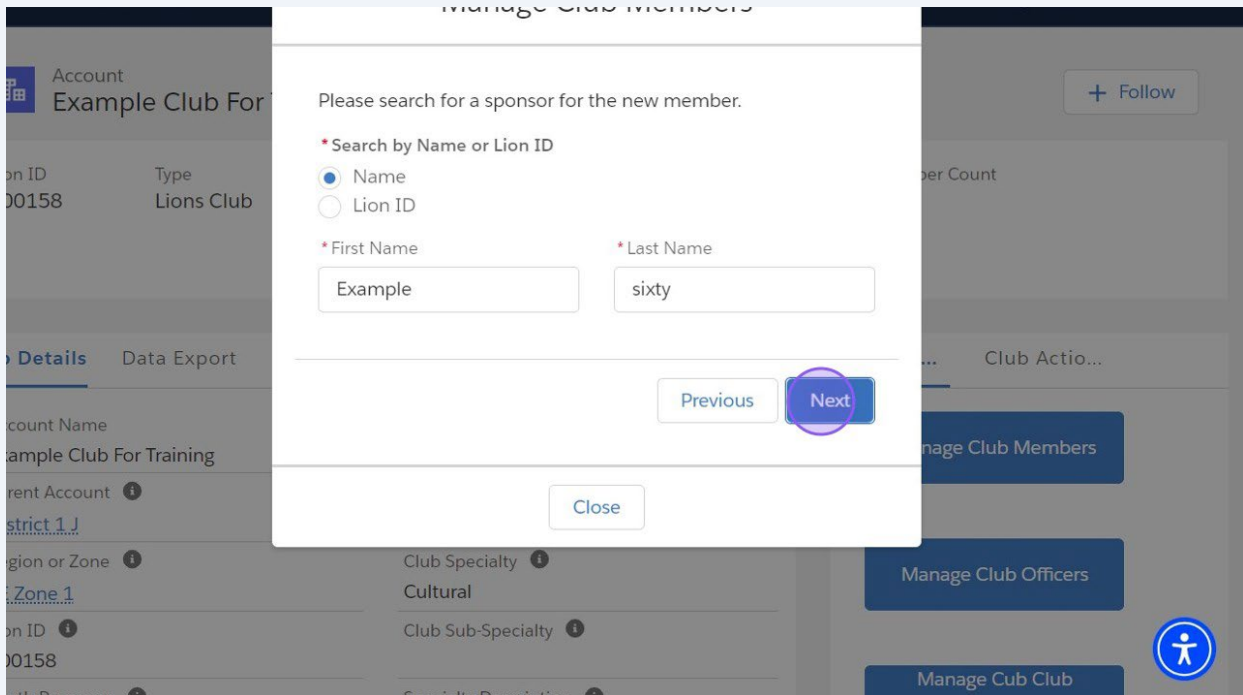 Manage Club Members
Account
Example Club For
+ Follow
Please search for a sponsor for the new member.
*Search by Name or Lion ID
Name
Lion ID
*First Name
*Last Name
Example
sixty
on ID
00158
Type
Lions Club
ber Count
Details
Data Export
...
Club Actio...
Previous
Next
Close
count Name
ample Club For Training
rent Account
strict 1 J
egion or Zone
Zone 1
on ID
00158
Club Specialty
Cultural
Club Sub-Specialty
nage Club Members
Manage Club Officers
Manage Cub Club